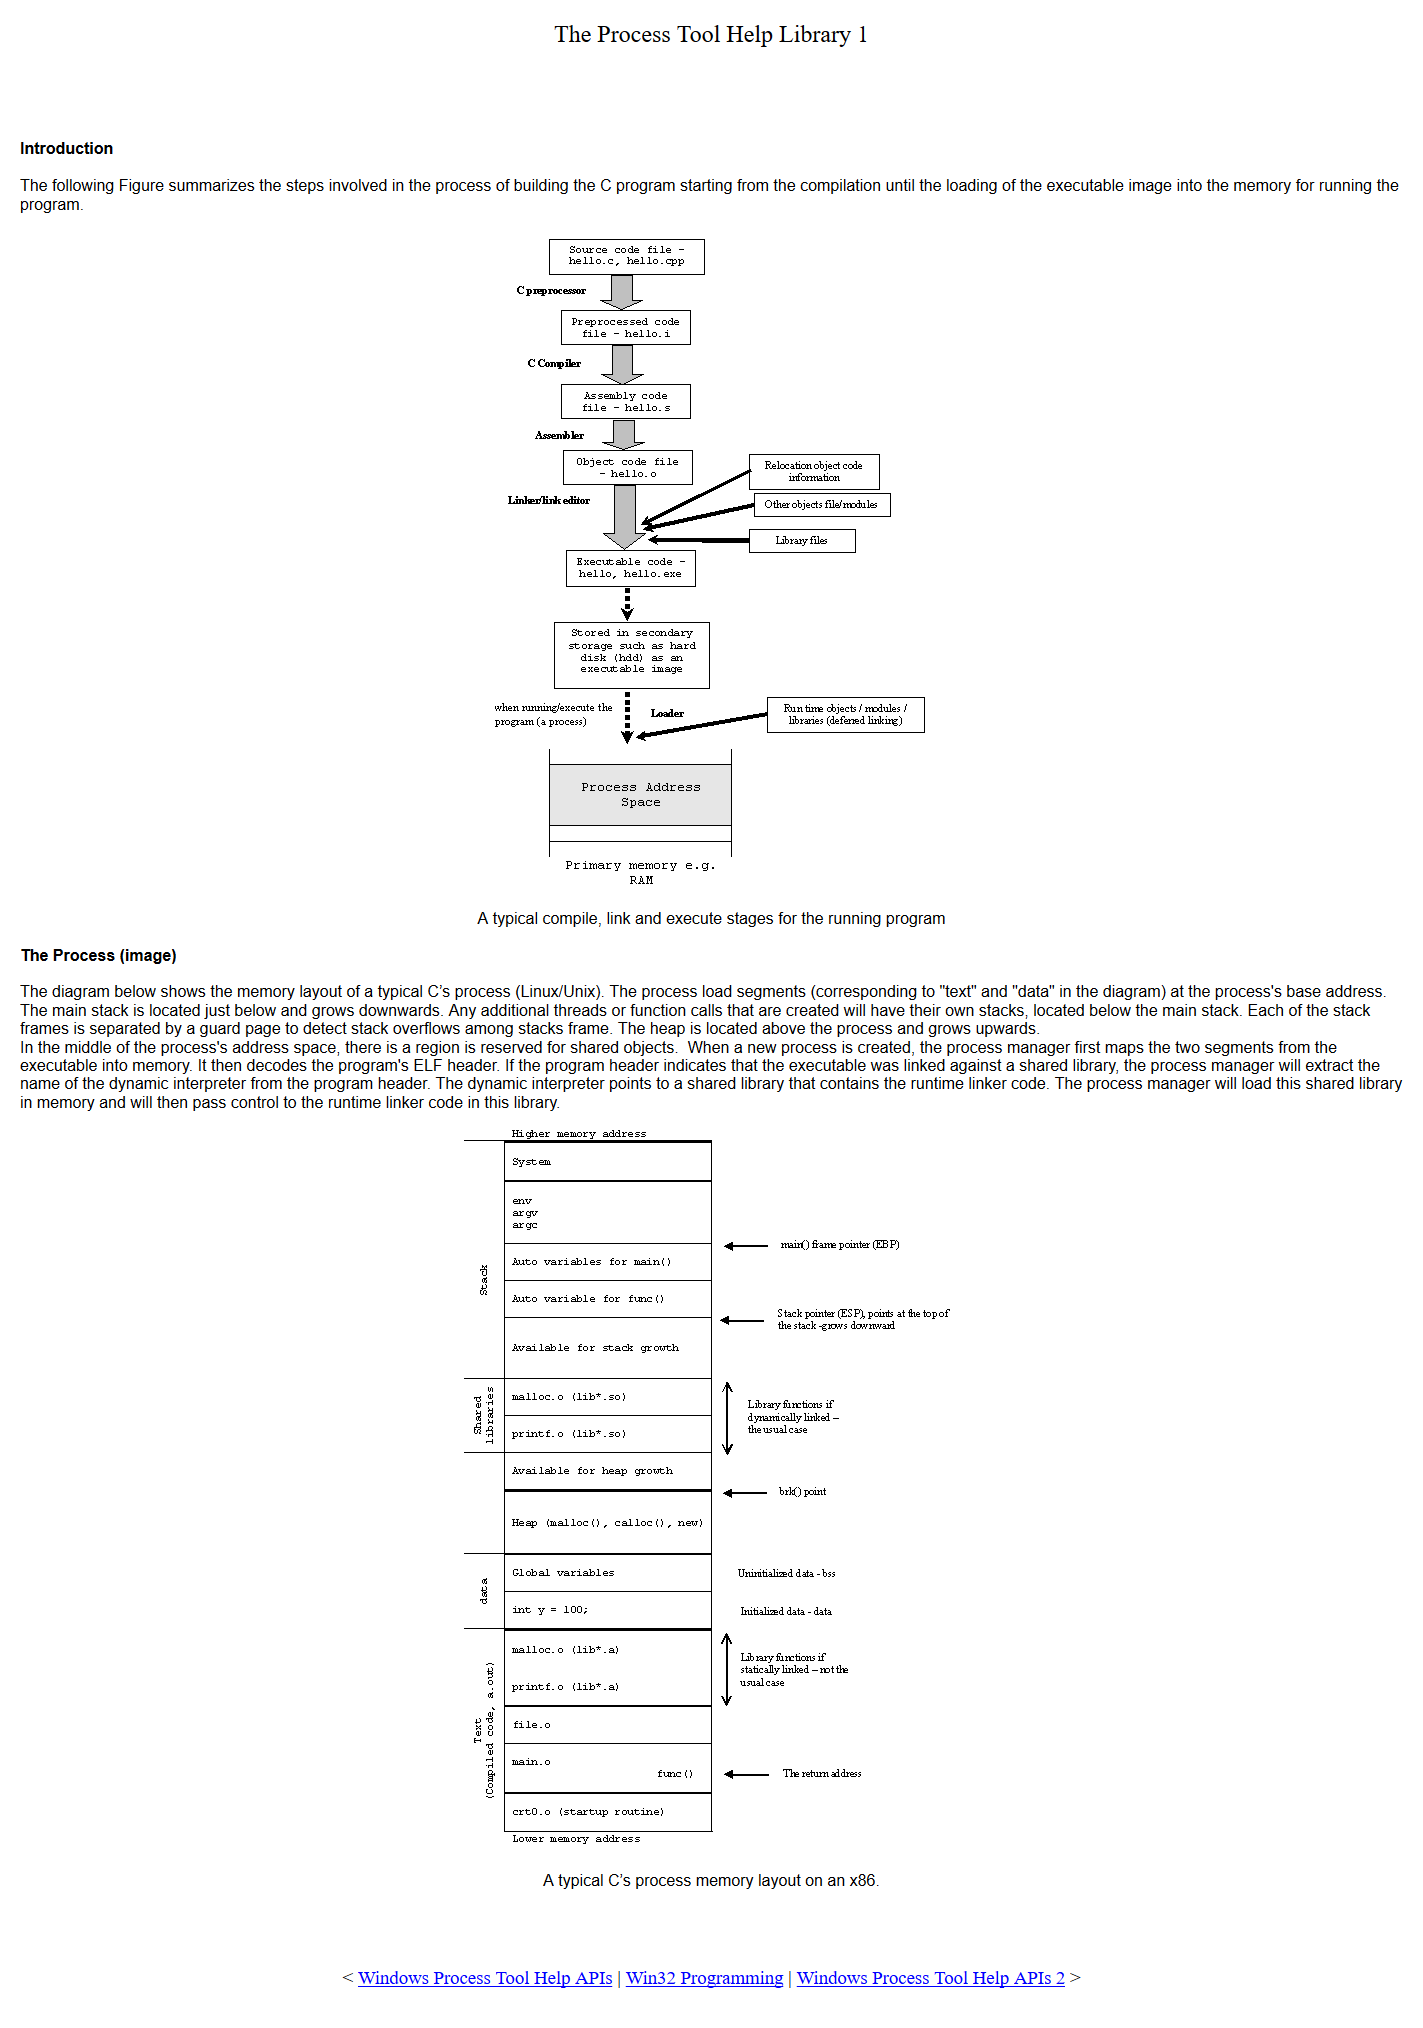 The Process Tool Help Library 1
Introduction
The following Figure summarizes the steps involved in the process of building the C program starting from the compilation until the loading of the executable image into the memory for running the
program.
Source code file -
hello.c, hello.cpp
C preprocessor
Preprocessed code
file - hello.i
C Compiler
Assembly code
file - hello.s
Assembler
Object code file
- hello.o
Linker/link editor
Relocation object code
information
Other objects file/modules
Library files
Executable code -
hello, hello.exe
Stored in secondary
storage such as hard
disk (hdd) as an
executable image
when running/execute the
program (a process)
Loader
Run time objects / modules /
libraries (deferred linking)
Process Address
Space
Primary memory e.g.
RAM
A typical compile, link and execute stages for the running program
The Process (image)
The diagram below shows the memory layout of a typical C’s process (Linux/Unix). The process load segments (corresponding to "text" and "data" in the diagram) at the process's base address.
The main stack is located just below and grows downwards. Any additional threads or function calls that are created will have their own stacks, located below the main stack. Each of the stack
frames is separated by a guard page to detect stack overflows among stacks frame. The heap is located above the process and grows upwards.
In the middle of the process's address space, there is a region is reserved for shared objects.  When a new process is created, the process manager first maps the two segments from the
executable into memory. It then decodes the program's ELF header. If the program header indicates that the executable was linked against a shared library, the process manager will extract the
name of the dynamic interpreter from the program header. The dynamic interpreter points to a shared library that contains the runtime linker code. The process manager will load this shared library
in memory and will then pass control to the runtime linker code in this library.
Higher memory address
System
env
argv
argc
main() frame pointer (EBP)
Stack
Auto variables for main()
Auto variable for func()
Stack pointer (ESP), points at the top of
the stack -grows downward
Available for stack growth
Shared
libraries
malloc.o (lib*.so)
printf.o (lib*.so)
Library functions if
dynamically linked –
the usual case
Available for heap growth
brk() point
Heap (malloc(), calloc(), new)
data
Global variables
Uninitialized data - bss
int y = 100;
Initialized data - data
Text
(Compiled code, a.out)
malloc.o (lib*.a)
printf.o (lib*.a)
Library functions if
statically linked – not the
usual case
file.o
main.o
func()
The return address
crt0.o (startup routine)
Lower memory address
A typical C’s process memory layout on an x86.
< Windows Process Tool Help APIs | Win32 Programming | Windows Process Tool Help APIs 2 >